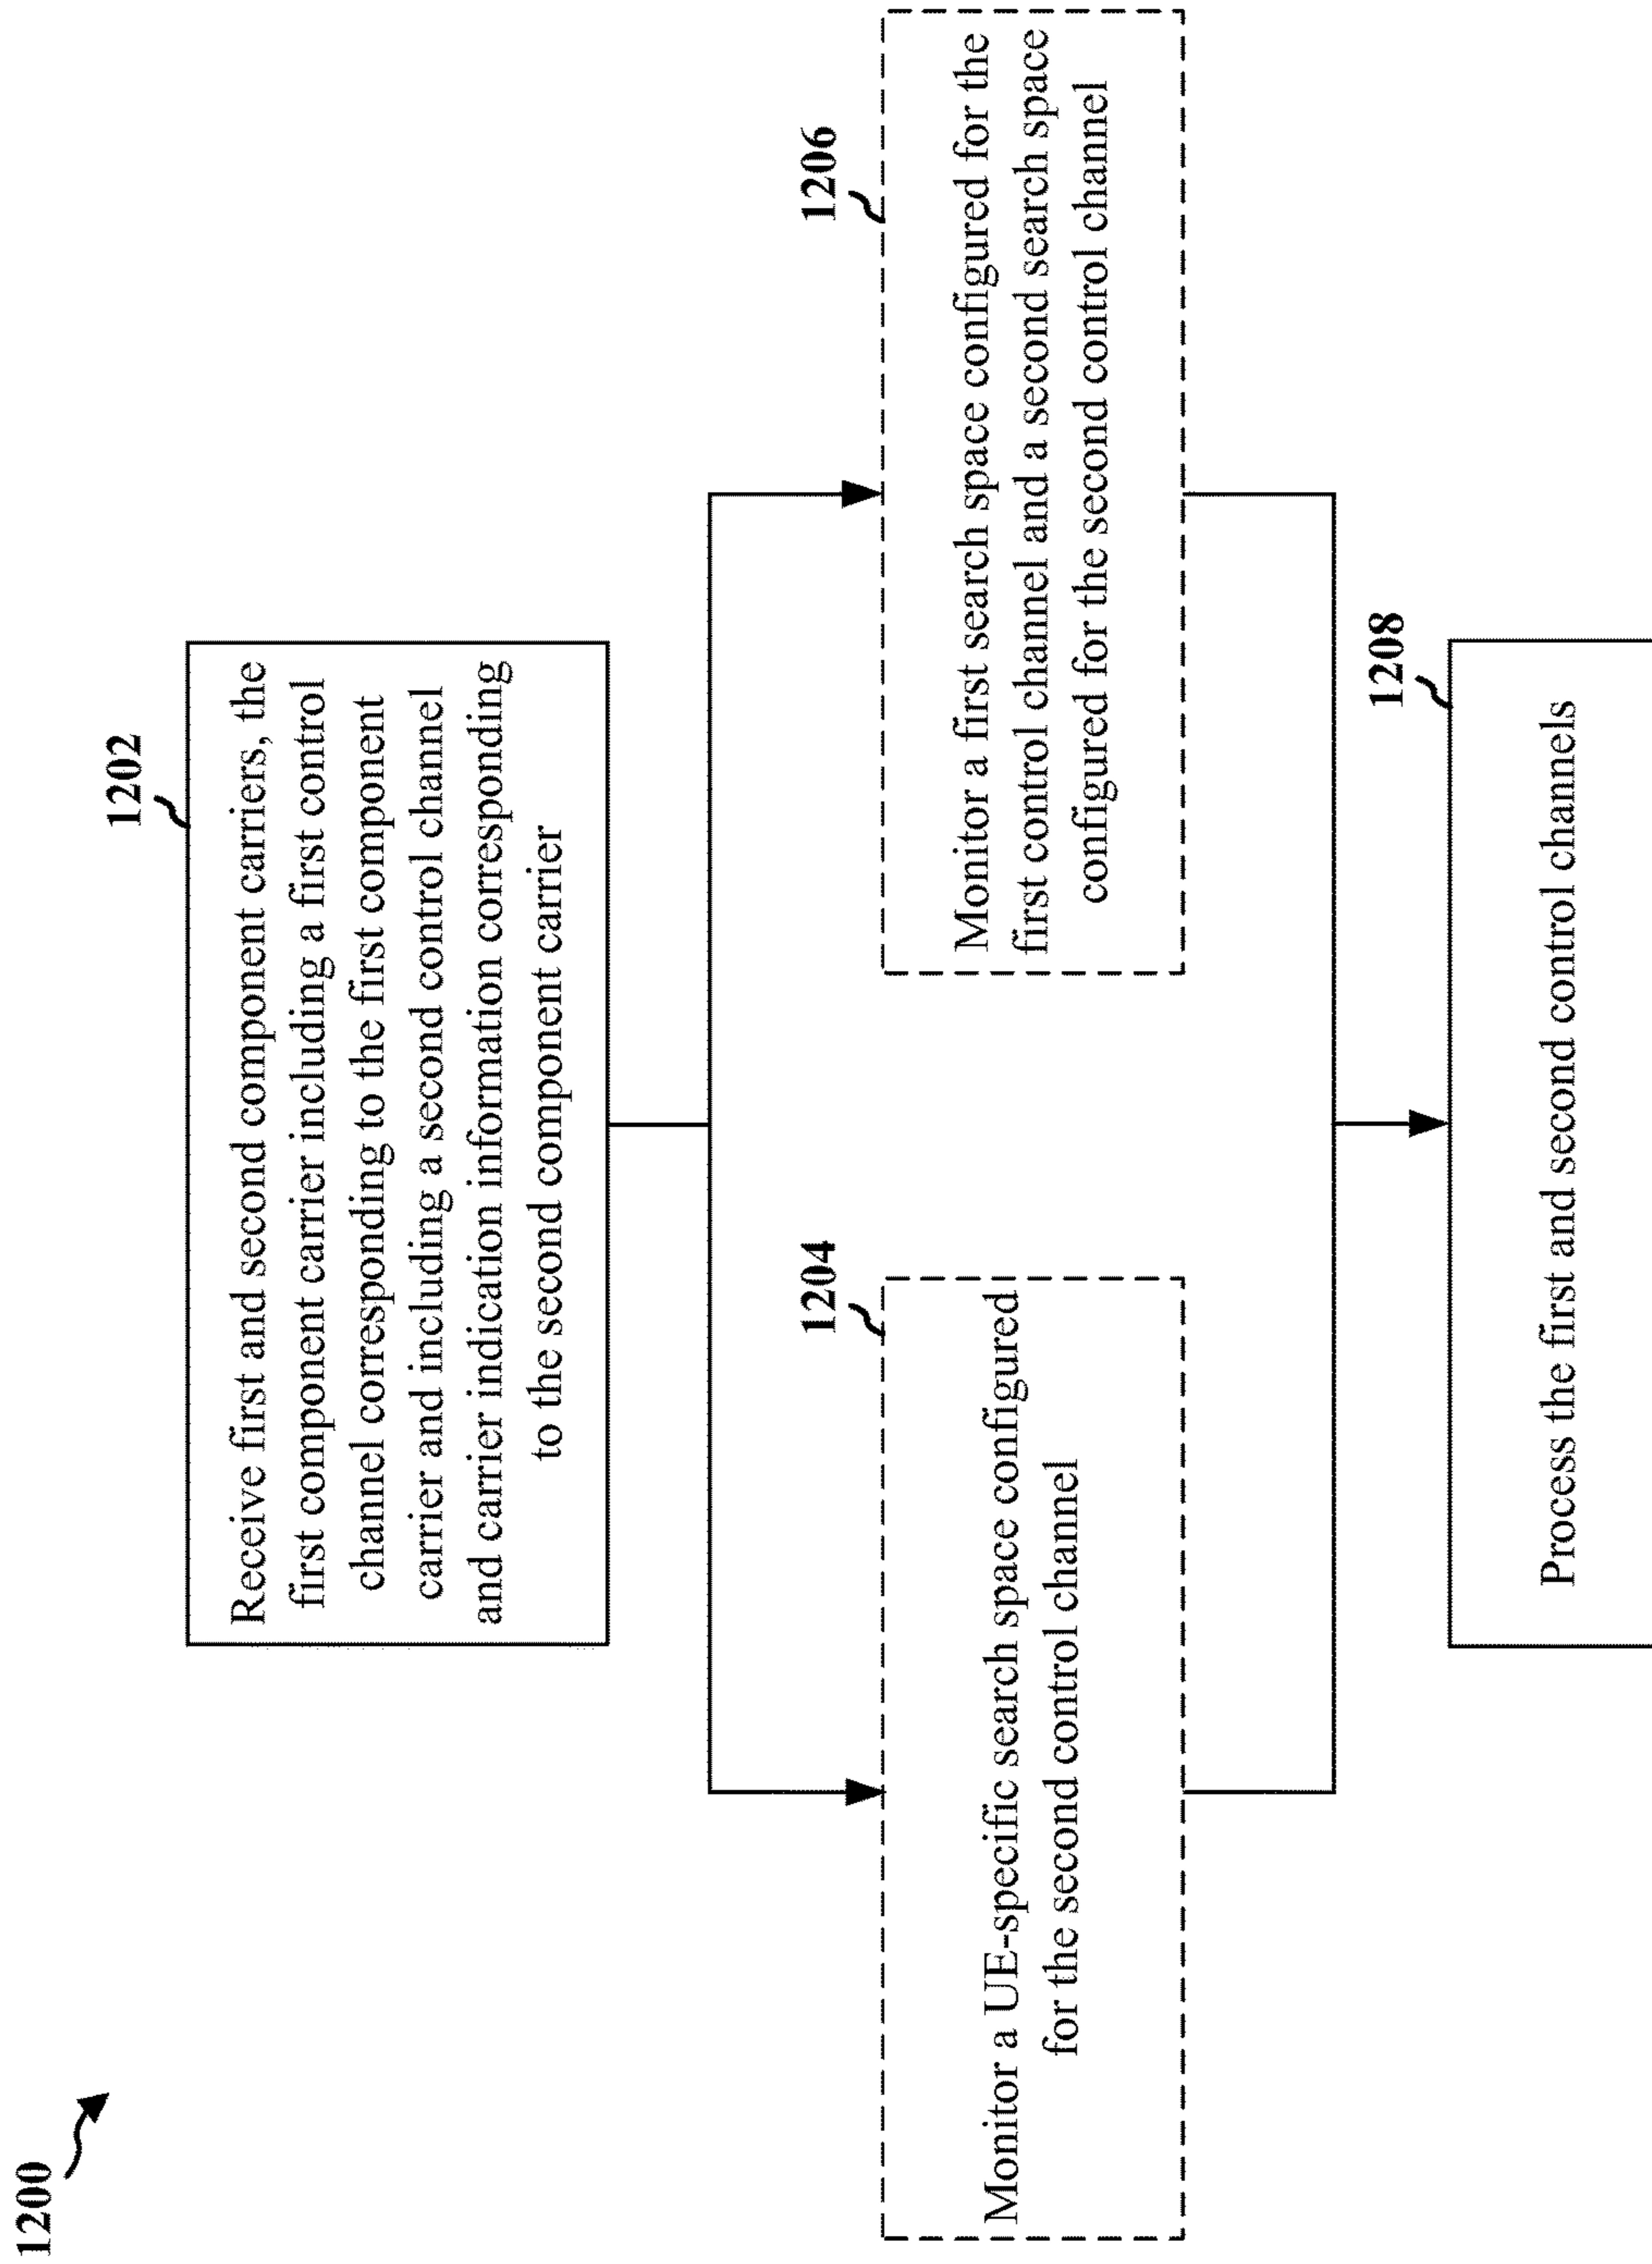 1200
1202
Receive first and second component carriers, the
first component carrier including a first control
channel corresponding to the first component
carrier and including a second control channel
and carrier indication information corresponding
to the second component carrier
1204
Monitor a UE-specific search space configured
for the second control channel
1206
Monitor a first search space configured for the
first control channel and a second search space
configured for the second control channel
1208
Process the first and second control channels